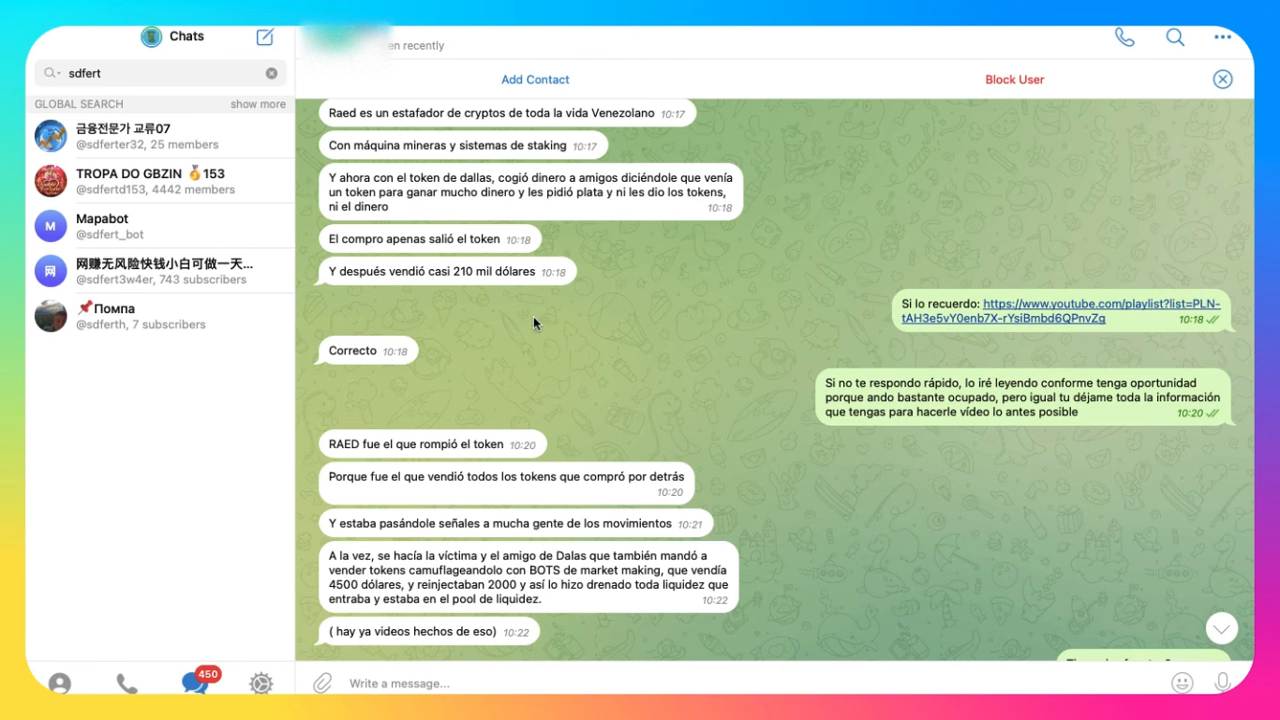 Chats
sdfert
GLOBAL SEARCH
show more
금융전문가 교류07
@sdferter32, 25 members
TROPA DO GBZIN 🥇153
@sdfertd153, 4442 members
M
Mapabot
@sdfert_bot
网
网赚无风险快钱小白可做一天...
@sdfert3w4er, 743 subscribers
📌Помпа
@sdferth, 7 subscribers
450
en recently
Add Contact
Block User
Raed es un estafador de cryptos de toda la vida Venezolano 10:17
Con máquina mineras y sistemas de staking 10:17
Y ahora con el token de dallas, cogió dinero a amigos diciéndole que venía
un token para ganar mucho dinero y les pidió plata y ni les dio los tokens,
ni el dinero 10:18
El compro apenas salió el token 10:18
Y después vendió casi 210 mil dólares 10:18
Si lo recuerdo: https://www.youtube.com/playlist?list=PLN-
tAH3e5vY0enb7X-rYsiBmbd6QPnvZq 10:18
Correcto 10:18
Si no te respondo rápido, lo iré leyendo conforme tenga oportunidad
porque ando bastante ocupado, pero igual tu déjame toda la información
que tengas para hacerle vídeo lo antes posible 10:20
RAED fue el que rompió el token 10:20
Porque fue el que vendió todos los tokens que compró por detrás
10:20
Y estaba pasándole señales a mucha gente de los movimientos 10:21
A la vez, se hacía la víctima y el amigo de Dalas que también mandó a
vender tokens camuflageandolo con BOTS de market making, que vendía
4500 dólares, y reinjectaban 2000 y así lo hizo drenado toda liquidez que
entraba y estaba en el pool de liquidez. 10:22
( hay ya videos hechos de eso) 10:22
Write a message...